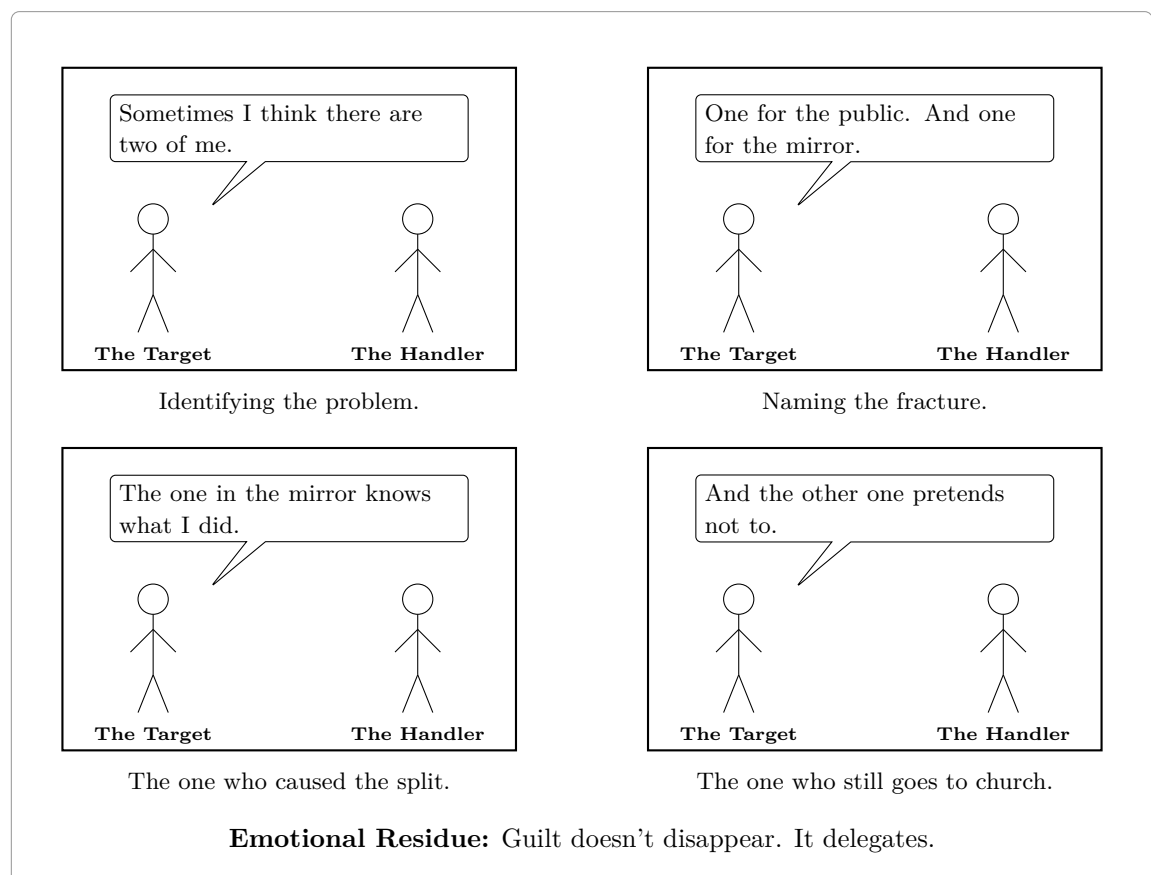 Sometimes I think there are
two of me.
The Target
The Handler
Identifying the problem.
One for the public. And one
for the mirror.
The Target
The Handler
Naming the fracture.
The one in the mirror knows
what I did.
The Target
The Handler
The one who caused the split.
And the other one pretends
not to.
The Target
The Handler
The one who still goes to church.
Emotional Residue: Guilt doesn't disappear. It delegates.